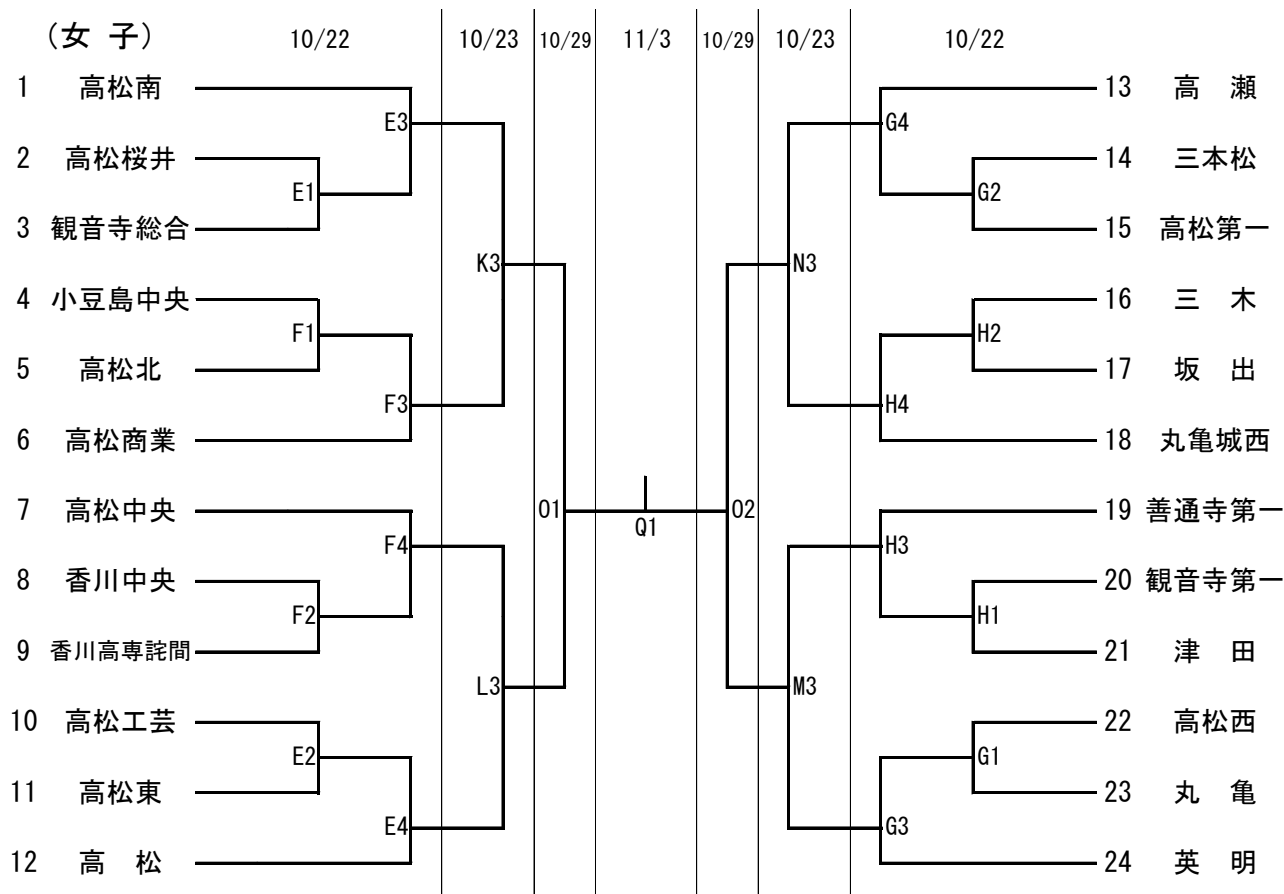 (女 子) 10/22 10/23 10/29 11/3 10/29 10/23 10/22
1 高松南 13 高 瀬
E3 G4
2 高松桜井 14 三本松
E1 G2
3 観音寺総合 15 高松第一
K3 N3
4 小豆島中央 16 三 木
F1 H2
5 高松北 17 坂 出
F3 H4
6 高松商業 18 丸亀城西
7 高松中央 O1 Q1 O2 19 善通寺第一
F4 H3
8 香川中央 20 観音寺第一
F2 H1
9 香川高専詫間 21 津 田
L3 M3
10 高松工芸 22 高松西
E2 G1
11 高松東 23 丸 亀
E4 G3
12 高 松 24 英 明